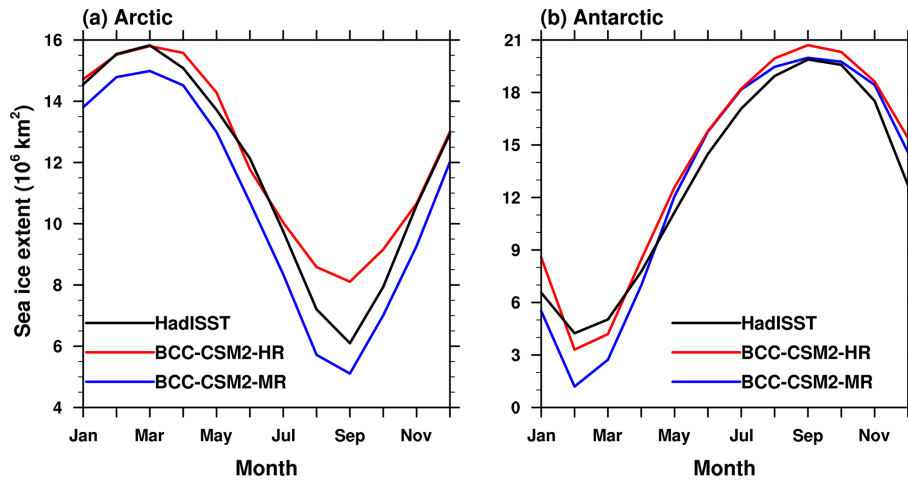 (a) Arctic
Sea ice extent (10⁶ km²)
16
14
12
10
8
6
4
HadISST
BCC-CSM2-HR
BCC-CSM2-MR
Jan Mar May Jul Sep Nov
Month
(b) Antarctic
21
18
15
12
9
6
3
0
HadISST
BCC-CSM2-HR
BCC-CSM2-MR
Jan Mar May Jul Sep Nov
Month